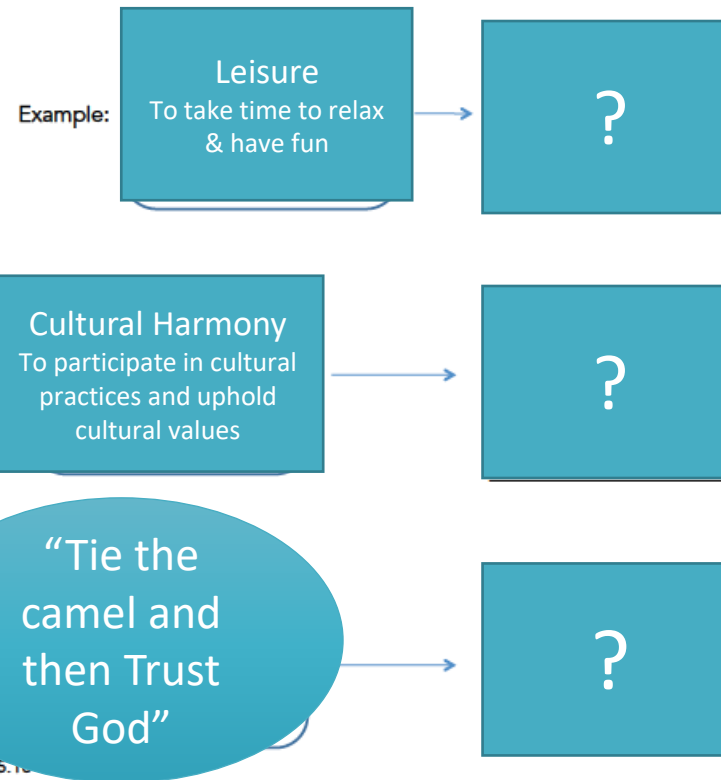 Leisure
To take time to relax
& have fun
Example:
?
Cultural Harmony
To participate in cultural
practices and uphold
cultural values
?
“Tie the
camel and
then Trust
God”
?